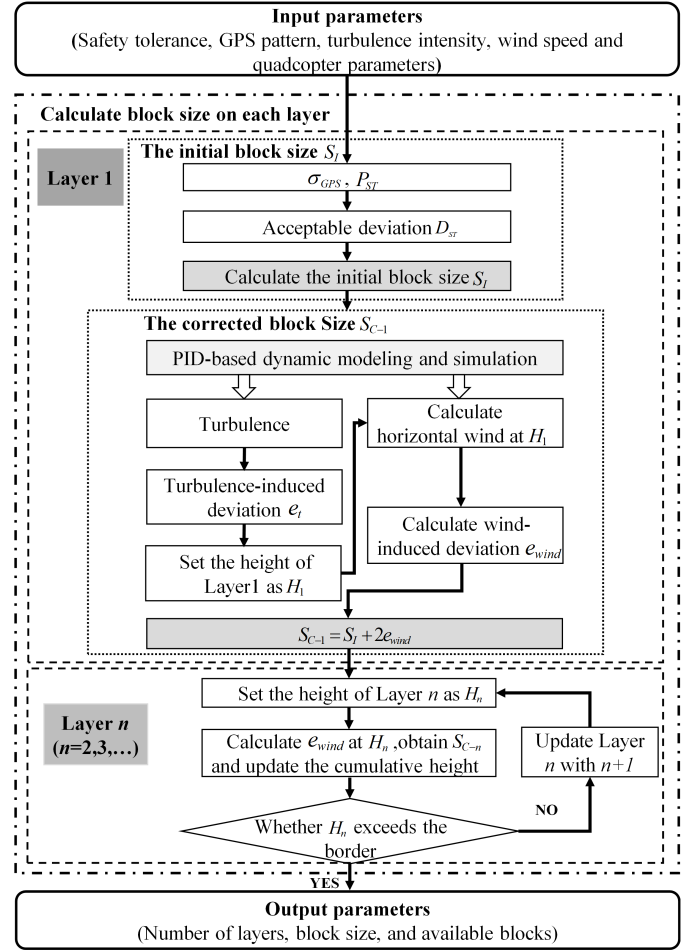 Input parameters
(Safety tolerance, GPS pattern, turbulence intensity, wind speed and
quadcopter parameters)
Calculate block size on each layer
The initial block size S_I
Layer 1
σ_GPS , P_ST
Acceptable deviation D_ST
Calculate the initial block size S_I
The corrected block Size S_C−1
PID-based dynamic modeling and simulation
Turbulence
Calculate
horizontal wind at H_1
Turbulence-induced
deviation e_t
Calculate wind-
induced deviation e_wind
Set the height of
Layer1 as H_1
S_C−1 = S_I + 2e_wind
Set the height of Layer n as H_n
Layer n
(n=2,3,…)
Calculate e_wind at H_n ,obtain S_C−n
and update the cumulative height
Update Layer
n with n+1
NO
Whether H_n exceeds the
border
YES
Output parameters
(Number of layers, block size, and available blocks)